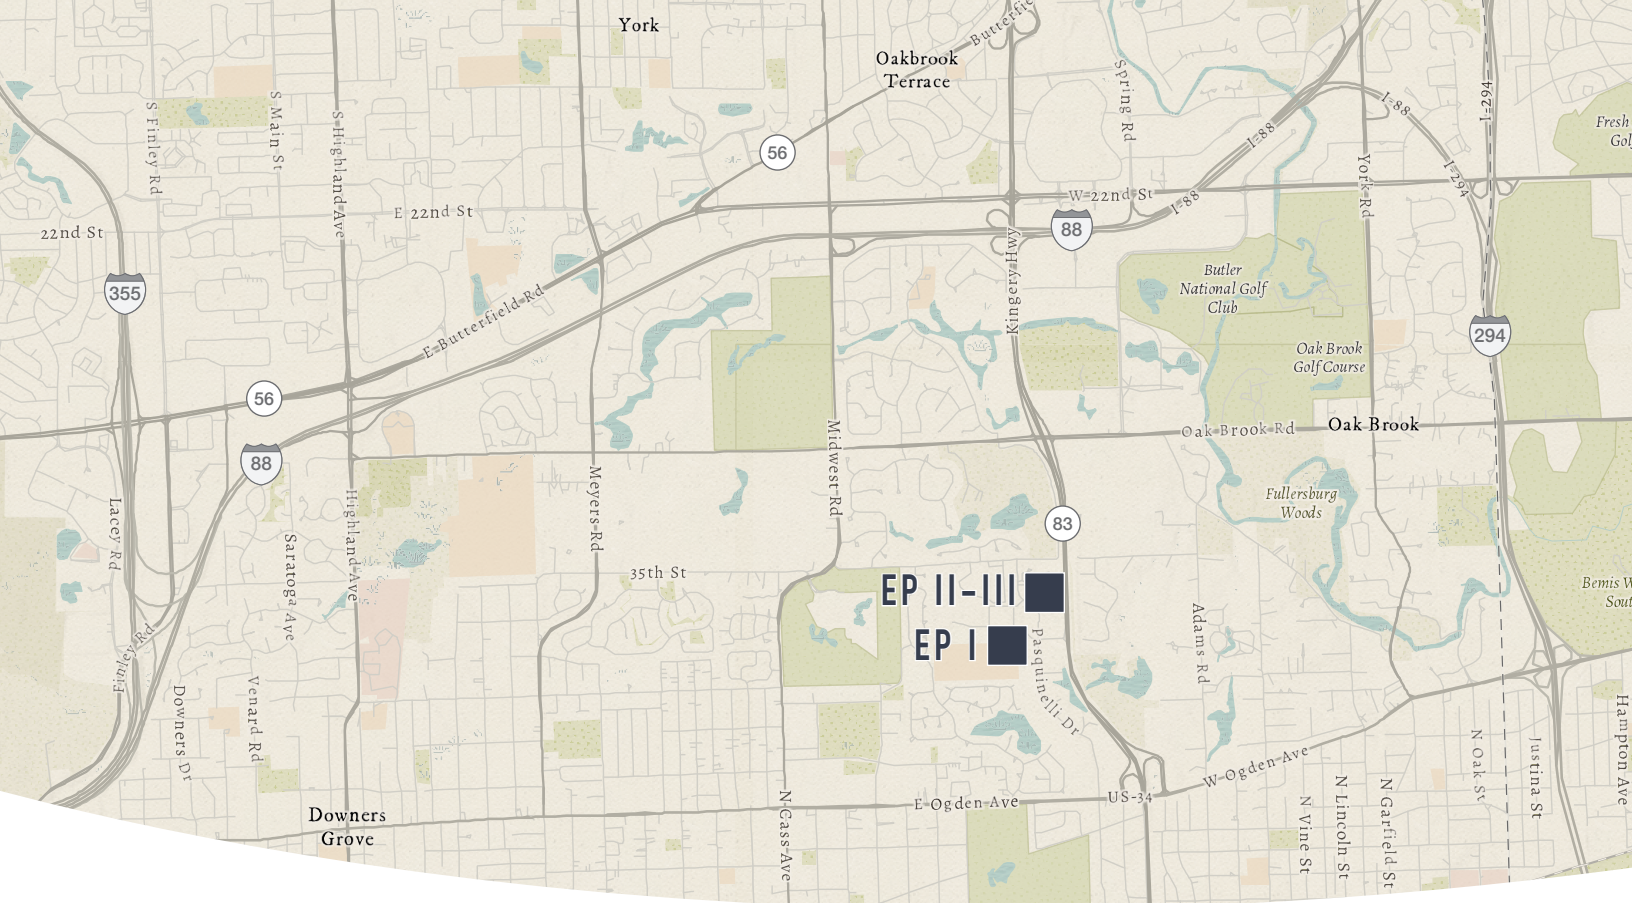 York
Butterfie
Oakbrook
Terrace
Spring Rd
I-88
I-294
S Finley Rd
S Main St
S Highland Ave
56
I-88
Fresh
Gol
York Rd
I-294
W 22nd St
I-88
E 22nd St
22nd St
88
355
Kingery Hwy
Butler
National Golf
Club
E Butterfield Rd
294
Oak Brook
Golf Course
56
Oak Brook Rd
Oak Brook
88
Midwest Rd
Meyers Rd
Highland Ave
Lacey Rd
Fullersburg
Woods
83
Saratoga Ave
35th St
EP II-III
Bemis W
Sout
EP I
Pasquinelli Dr
Adams Rd
Finley Rd
Downers Dr
Venard Rd
Hampton Ave
N Oak St
Justina St
W Ogden Ave
US-34
E Ogden Ave
N Cass Ave
N Vine St
N Lincoln St
N Garfield St
Downers
Grove